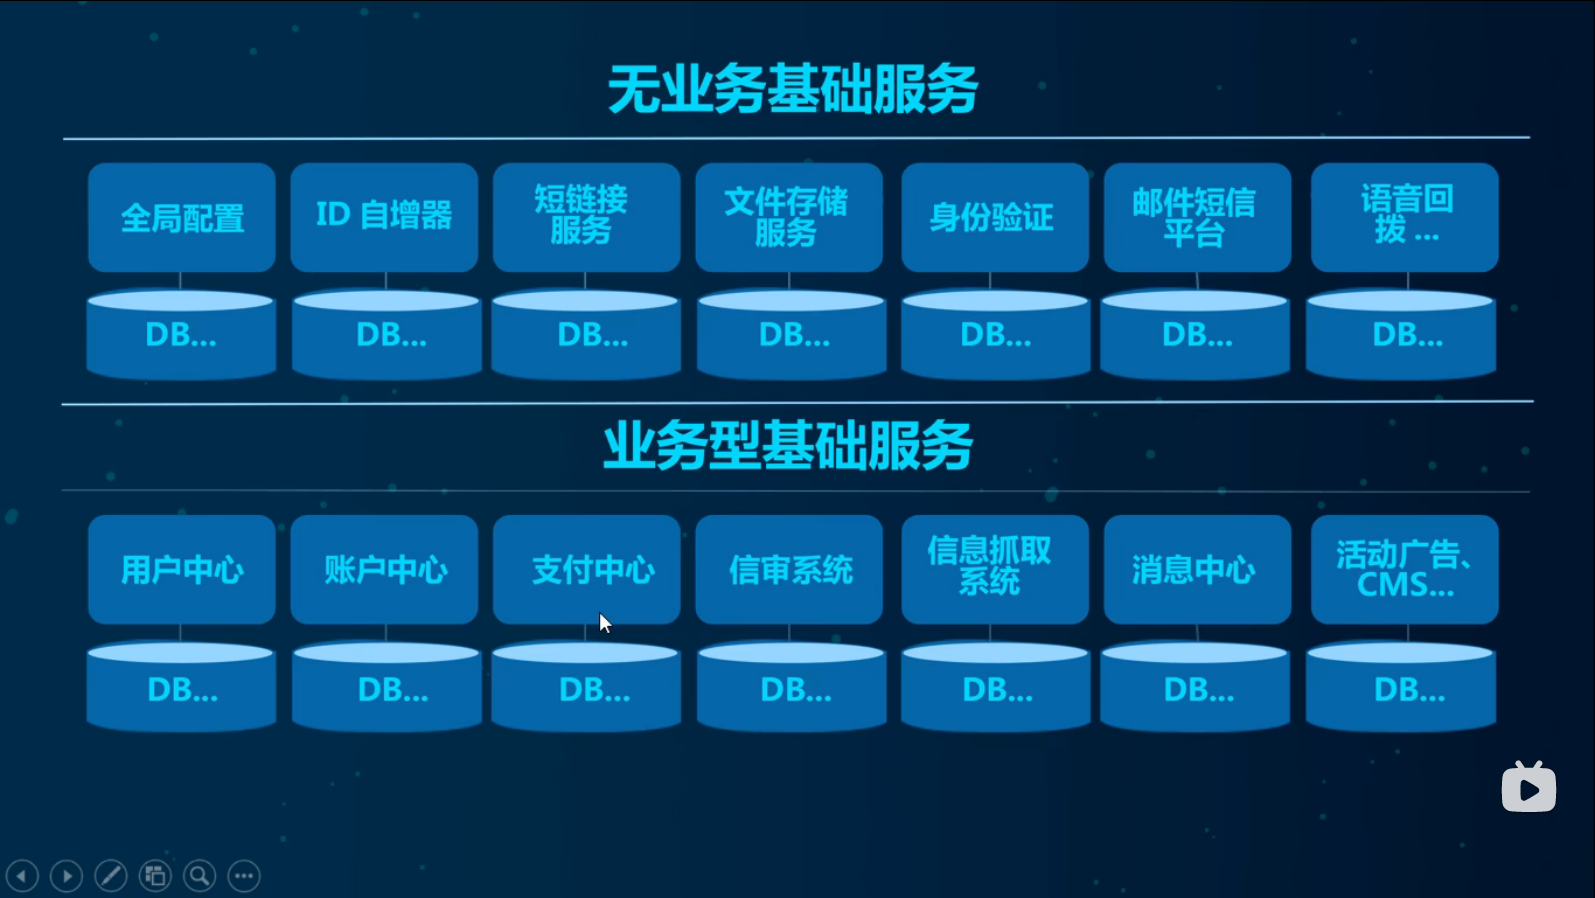 无业务基础服务
全局配置
ID 自增器
短链接
服务
文件存储
服务
身份验证
邮件短信
平台
语音回
拨 ...
DB...
DB...
DB...
DB...
DB...
DB...
DB...
业务型基础服务
用户中心
账户中心
支付中心
信审系统
信息抓取
系统
消息中心
活动广告、
CMS...
DB...
DB...
DB...
DB...
DB...
DB...
DB...